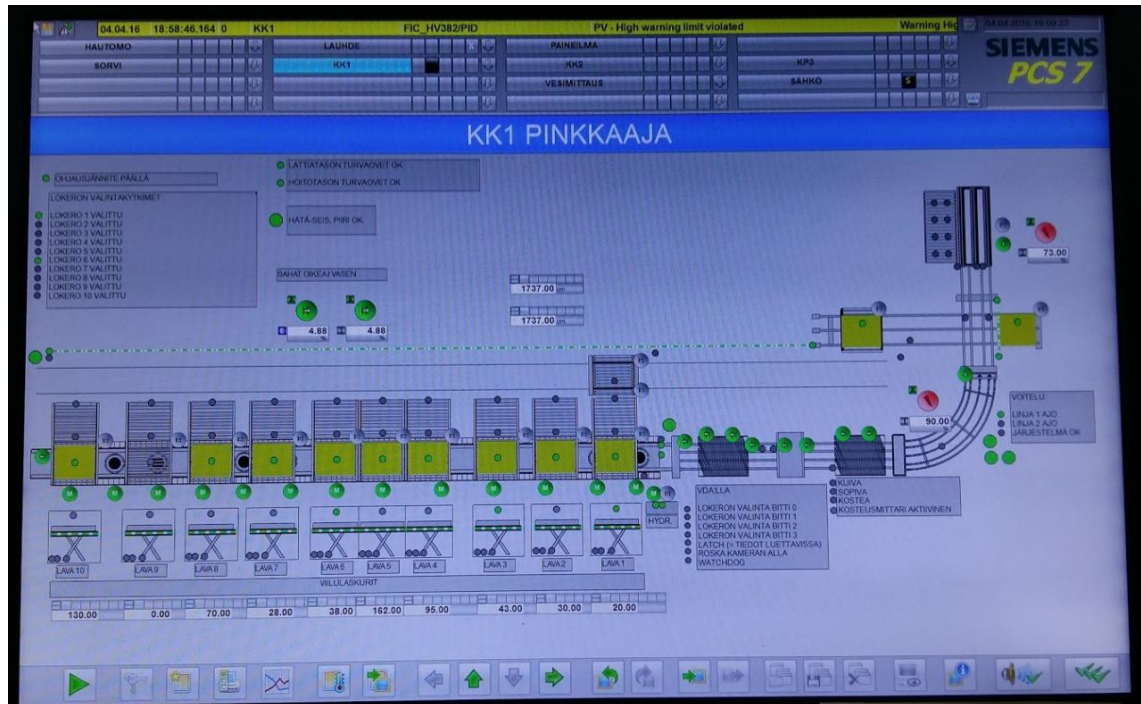 04.04.16 18:58:46.164 0 KK1 FIC_HV382/PID PV - High warning limit violated Warning Hig
04.04.2016 19:09:23
HAUTOMO LAUHDE X PAINEILMA
SORVI KK1 KK2 KP3
VESIMITTAUS SÄHKÖ S
SIEMENS
PCS 7
KK1 PINKKAAJA
OHJAUSJÄNNITE PÄÄLLÄ
LATTIATASON TURVAOVET OK
HOITOTASON TURVAOVET OK
LOKERON VALINTAKYTKIMET
LOKERO 1 VALITTU
LOKERO 2 VALITTU
LOKERO 3 VALITTU
LOKERO 4 VALITTU
LOKERO 5 VALITTU
LOKERO 6 VALITTU
LOKERO 7 VALITTU
LOKERO 8 VALITTU
LOKERO 9 VALITTU
LOKERO 10 VALITTU
HÄTÄ-SEIS, PIIRI OK
SAHAT OIKEA/ VASEN
4.88 %
4.88 %
1737.00
1737.00
73.00
%
90.00
%
VOITELU
LINJA 1 AJO
LINJA 2 AJO
JÄRJESTELMÄ OK
M M M M M M M M M M M
HYDR.
VDAILLA
LOKERON VALINTA BITTI 0
LOKERON VALINTA BITTI 1
LOKERON VALINTA BITTI 2
LOKERON VALINTA BITTI 3
LATCH (= TIEDOT LUETTAVISSA)
ROSKA KAMERAN ALLA
WATCHDOG
KUIVA
SOPIVA
KOSTEA
KOSTEUSMITTARI AKTIIVINEN
LAVA 10 LAVA 9 LAVA 8 LAVA 7 LAVA 6 LAVA 5 LAVA 4 LAVA 3 LAVA 2 LAVA 1
VIILULASKURIT
130.00 0.00 70.00 28.00 38.00 162.00 95.00 43.00 30.00 20.00